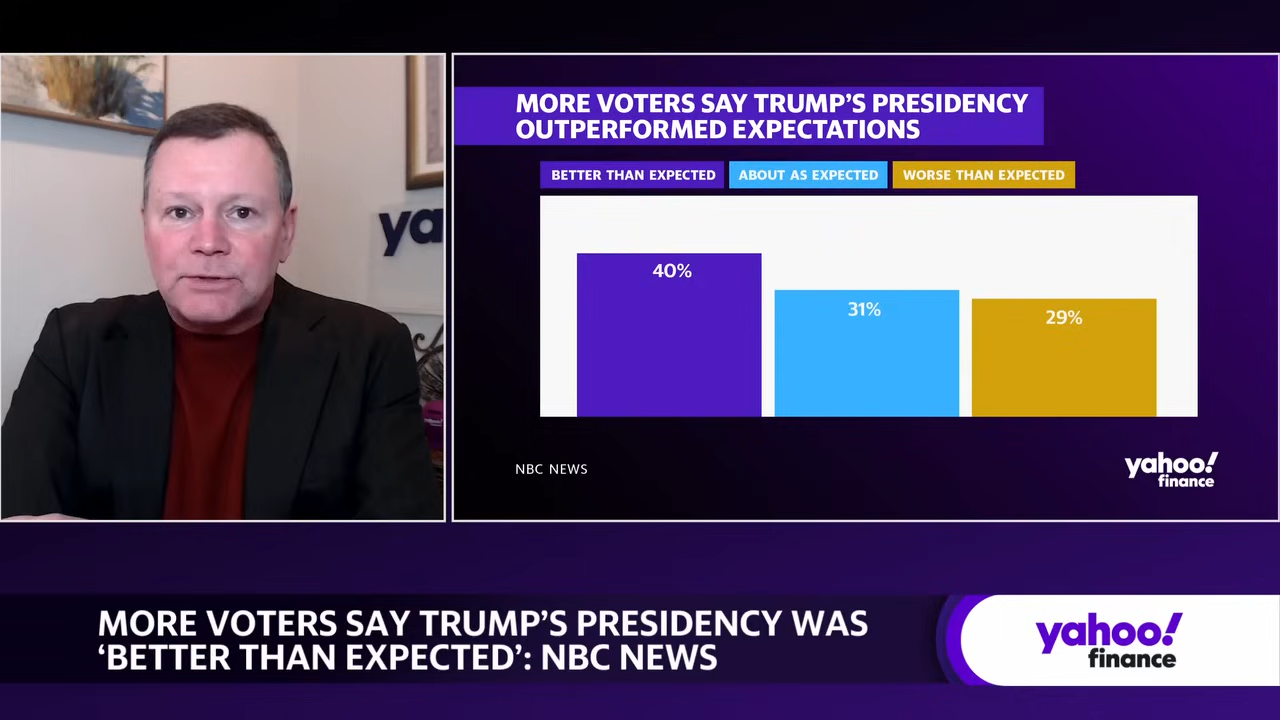 ya
MORE VOTERS SAY TRUMP'S PRESIDENCY
OUTPERFORMED EXPECTATIONS
BETTER THAN EXPECTED
ABOUT AS EXPECTED
WORSE THAN EXPECTED
40%
31%
29%
NBC NEWS
yahoo!
finance
MORE VOTERS SAY TRUMP'S PRESIDENCY WAS
‘BETTER THAN EXPECTED’: NBC NEWS
yahoo!
finance